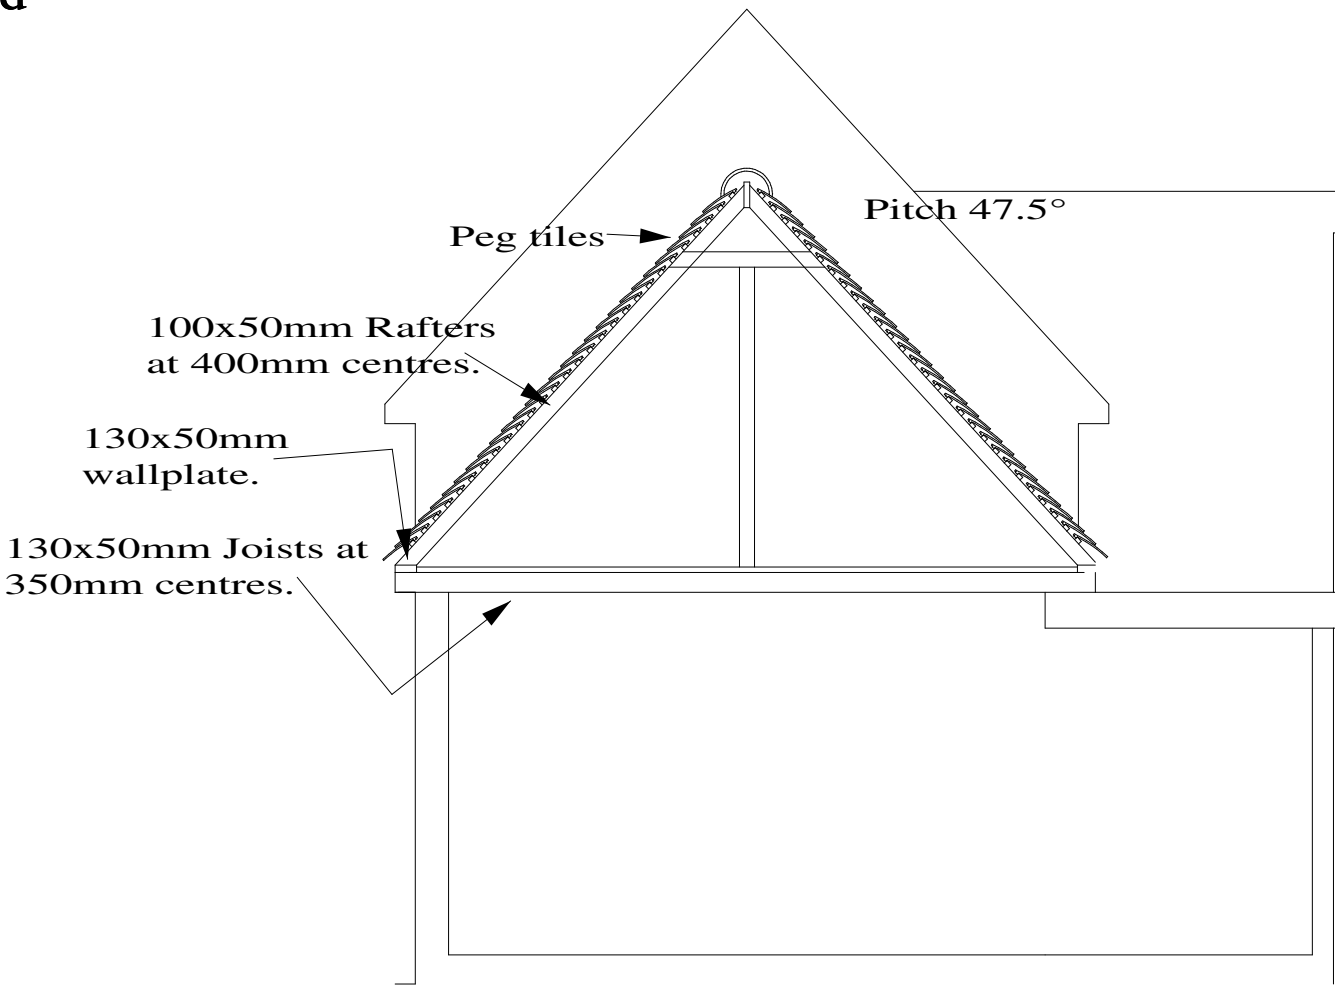 Peg tiles
Pitch 47.5°
100x50mm Rafters
at 400mm centres.
130x50mm
wallplate.
130x50mm Joists at
350mm centres.